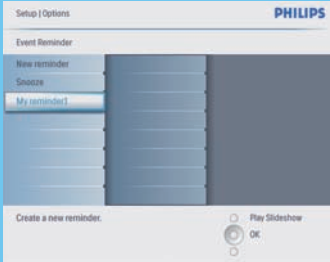 Setup | Options
PHILIPS
Event Reminder
New reminder
Snooze
My reminder1
Create a new reminder.
Play Slideshow
OK